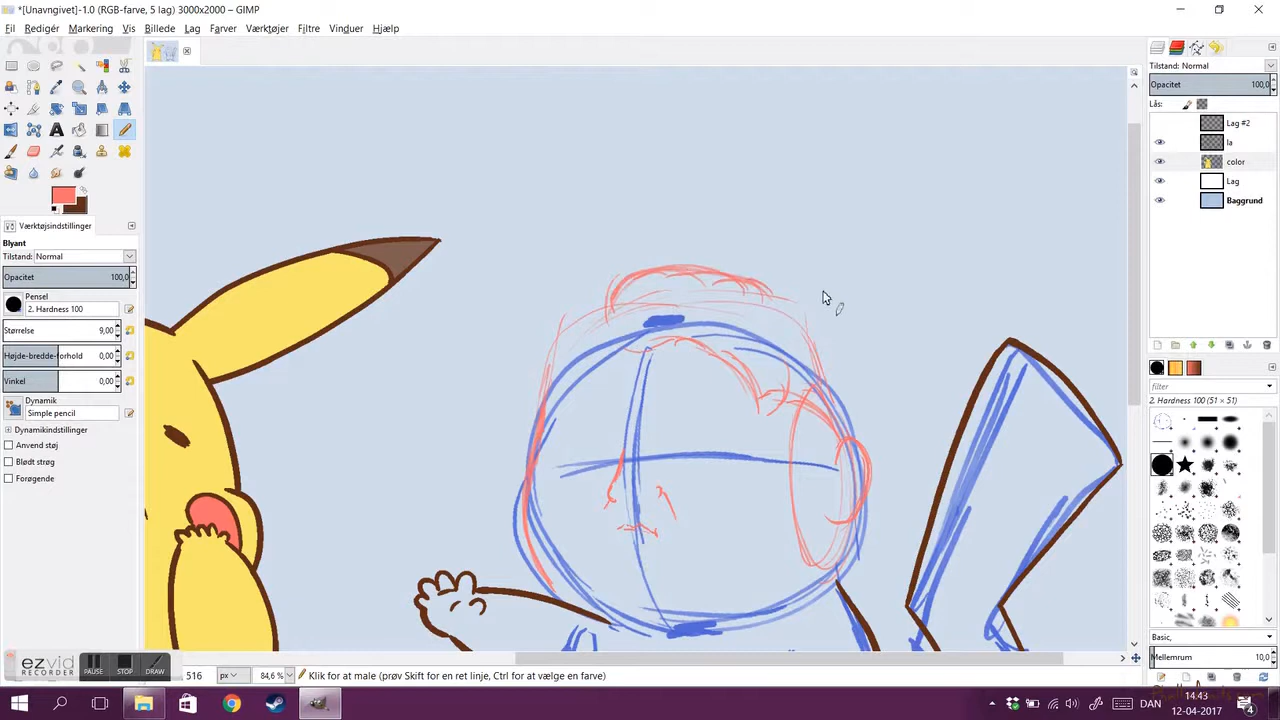 *[Unavngivet]-1.0 (RGB-farve, 5 lag) 3000x2000 – GIMP
Fil Redigér Markering Vis Billede Lag Farver Værktøjer Filtre Vinduer Hjælp
Værktøjsindstillinger
Blyant
Tilstand: Normal
Opacitet 100,0
Pensel
2. Hardness 100
Størrelse 9,00
Højde-bredde-forhold 0,00
Vinkel 0,00
Dynamik
Simple pencil
Dynamikindstillinger
Anvend støj
Blødt strøg
Forøgende
ezvid
RECORDER
PAUSE STOP DRAW
516 px 84,6 % Klik for at male (prøv Skift for en ret linje, Ctrl for at vælge en farve)
Tilstand: Normal
Opacitet 100,0
Lås:
Lag #2
la
color
Lag
Baggrund
filter
2. Hardness 100 (51 × 51)
Basic,
Mellemrum 10,0
DAN
14.43
12-04-2017
4